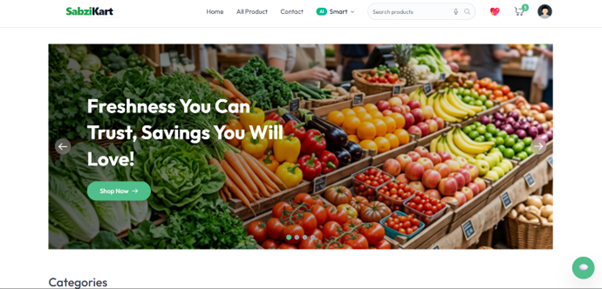 SabziKart
Home All Product Contact AI Smart Search products
Freshness You Can
Trust, Savings You Will
Love!
Shop Now →
Categories